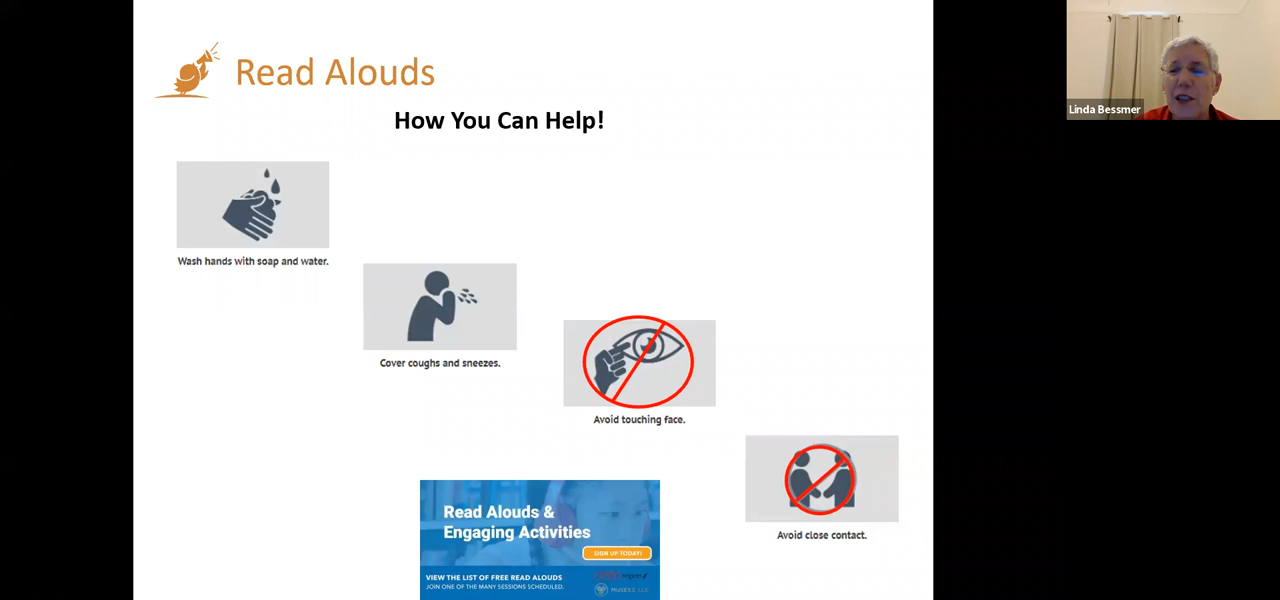 Read Alouds
How You Can Help!
Linda Bessmer
Wash hands with soap and water.
Cover coughs and sneezes.
Avoid touching face.
Avoid close contact.
Read Alouds &
Engaging Activities
SIGN UP TODAY!
VIEW THE LIST OF FREE READ ALOUDS
JOIN ONE OF THE MANY SESSIONS SCHEDULED.